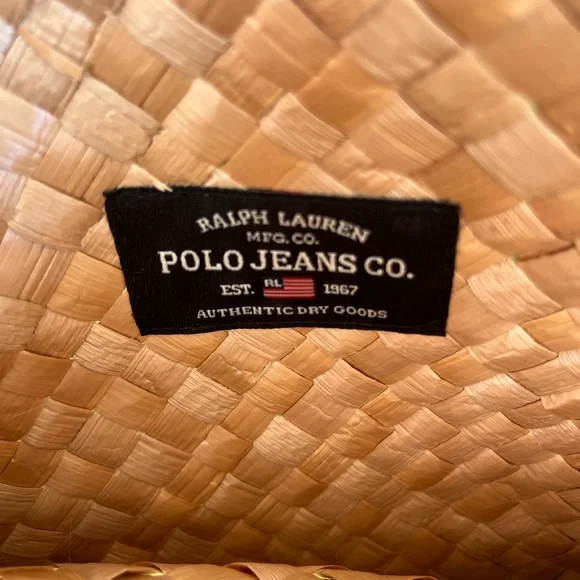 RALPH LAUREN
MFG. CO.
POLO JEANS CO.
EST. RL 1967
AUTHENTIC DRY GOODS